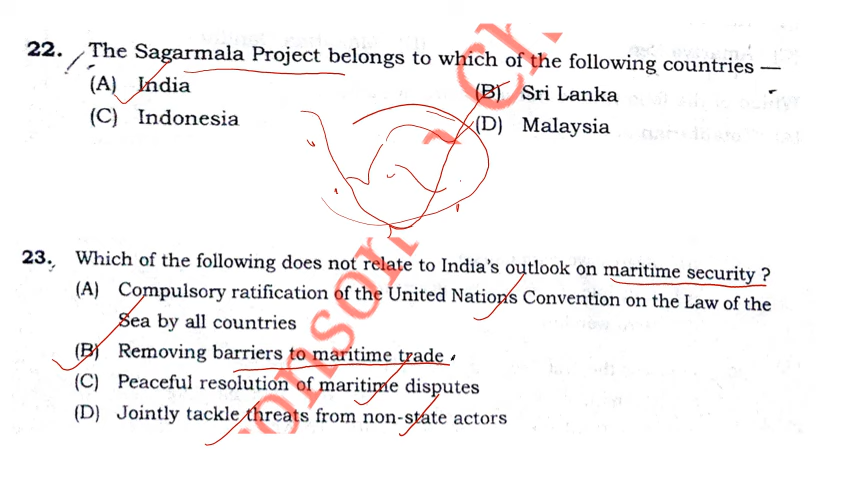 22. The Sagarmala Project belongs to which of the following countries —
(A) India (B) Sri Lanka
(C) Indonesia (D) Malaysia
23. Which of the following does not relate to India's outlook on maritime security ?
(A) Compulsory ratification of the United Nations Convention on the Law of the
Sea by all countries
(B) Removing barriers to maritime trade
(C) Peaceful resolution of maritime disputes
(D) Jointly tackle threats from non-state actors